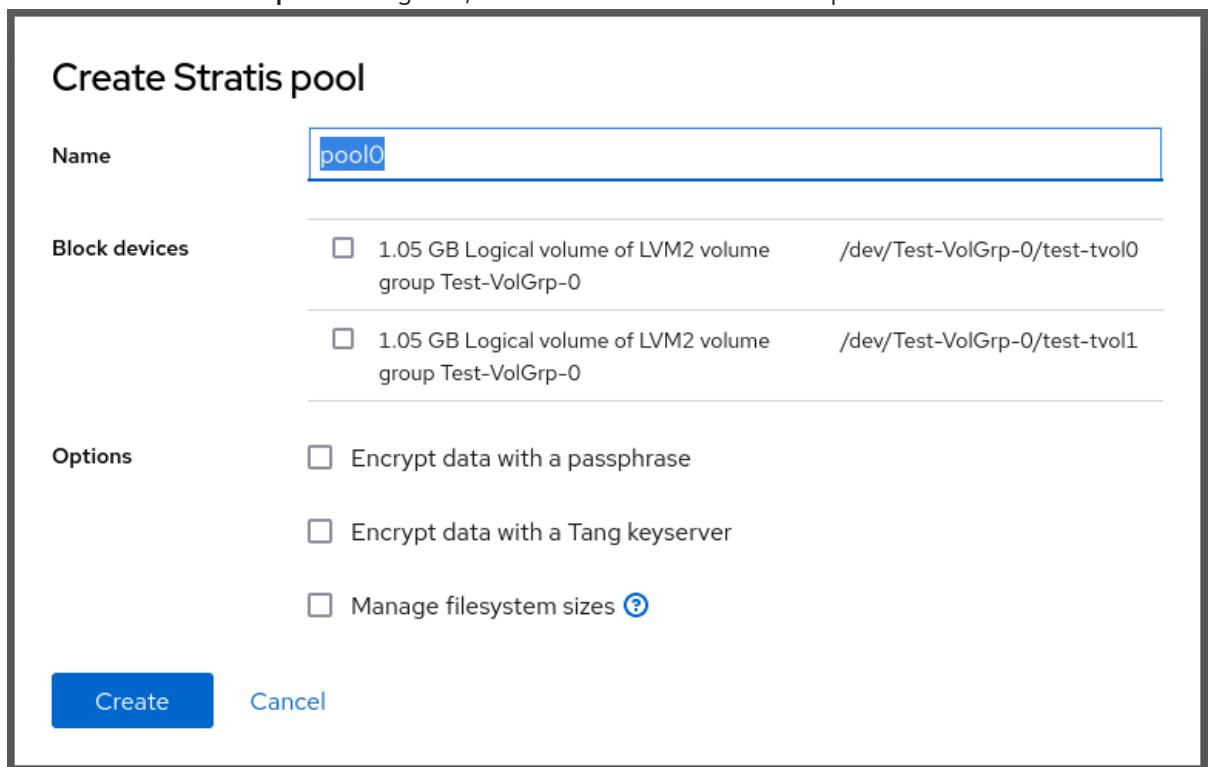 Create Stratis pool
Name
pool0
Block devices
1.05 GB Logical volume of LVM2 volume
group Test-VolGrp-0
/dev/Test-VolGrp-0/test-tvol0
1.05 GB Logical volume of LVM2 volume
group Test-VolGrp-0
/dev/Test-VolGrp-0/test-tvol1
Options
Encrypt data with a passphrase
Encrypt data with a Tang keyserver
Manage filesystem sizes
Create
Cancel